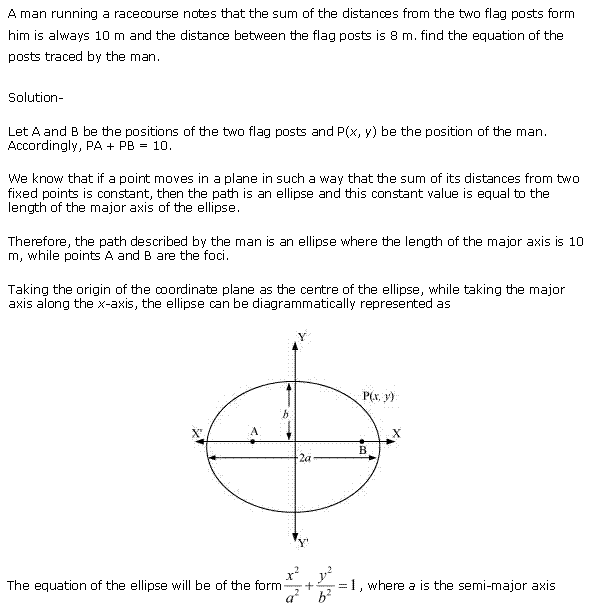 A man running a racecourse notes that the sum of the distances from the two flag posts form
him is always 10 m and the distance between the flag posts is 8 m. find the equation of the
posts traced by the man.
Solution-
Let A and B be the positions of the two flag posts and P(x, y) be the position of the man.
Accordingly, PA + PB = 10.
We know that if a point moves in a plane in such a way that the sum of its distances from two
fixed points is constant, then the path is an ellipse and this constant value is equal to the
length of the major axis of the ellipse.
Therefore, the path described by the man is an ellipse where the length of the major axis is 10
m, while points A and B are the foci.
Taking the origin of the coordinate plane as the centre of the ellipse, while taking the major
axis along the x-axis, the ellipse can be diagrammatically represented as
Y
P(x, y)
b
X' A X
B
2a
Y'
The equation of the ellipse will be of the form x²/a² + y²/b² = 1, where a is the semi-major axis